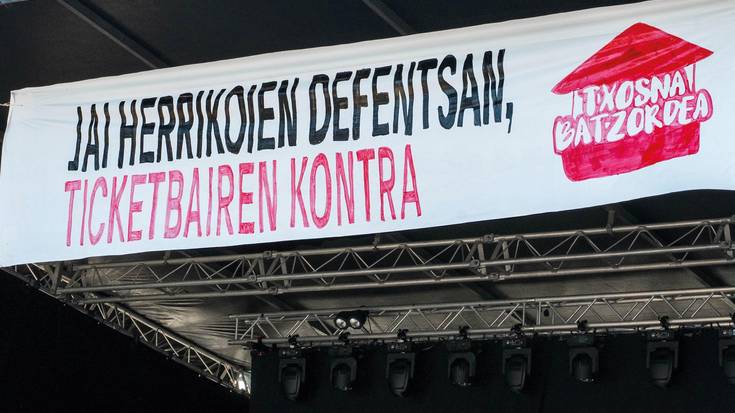 JAI HERRIKOIEN DEFENTSAN,
TICKETBAIREN KONTRA
TXOSNA
BATZORDEA